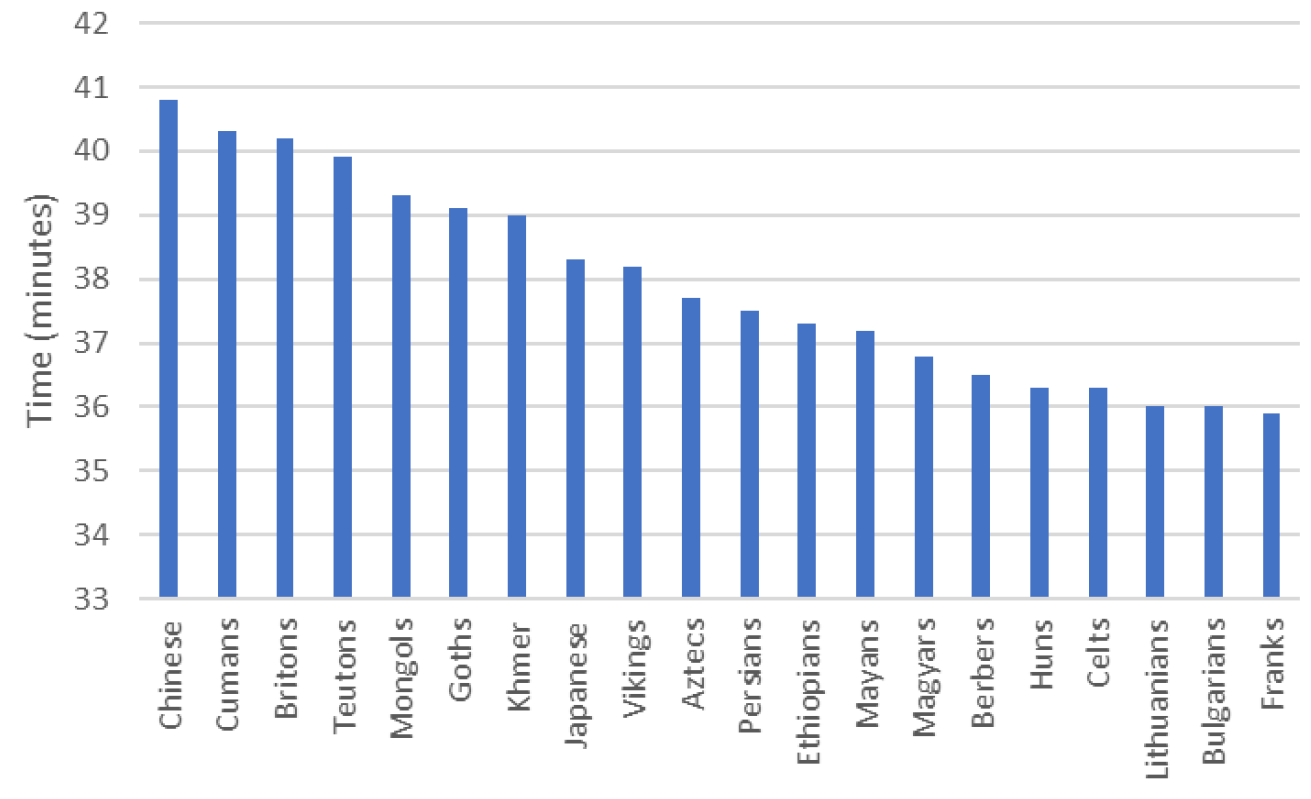 42
41
40
39
38
37
36
35
34
33
Time (minutes)
Chinese
Cumans
Britons
Teutons
Mongols
Goths
Khmer
Japanese
Vikings
Aztecs
Persians
Ethiopians
Mayans
Magyars
Berbers
Huns
Celts
Lithuanians
Bulgarians
Franks